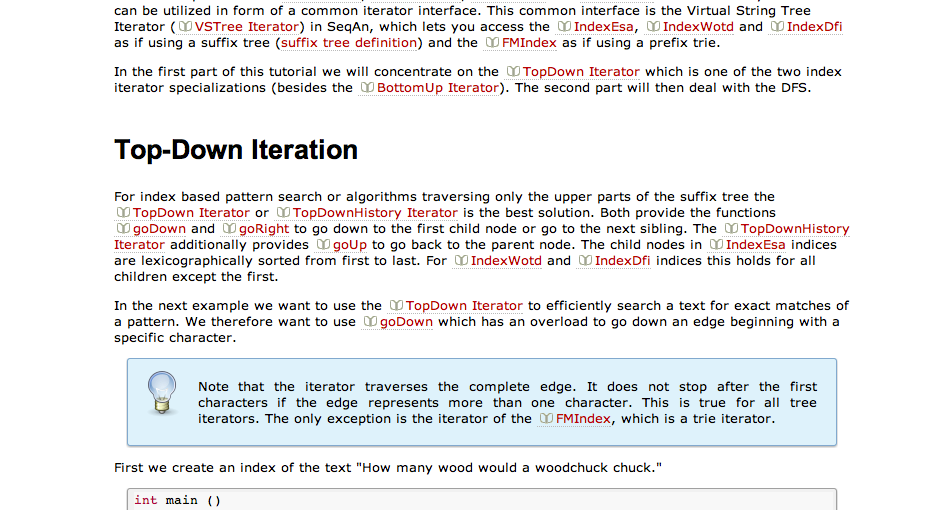 can be utilized in form of a common iterator interface. This common interface is the Virtual String Tree
Iterator ( VSTree Iterator) in SeqAn, which lets you access the IndexEsa, IndexWotd and IndexDfi
as if using a suffix tree (suffix tree definition) and the FMIndex as if using a prefix trie.
In the first part of this tutorial we will concentrate on the TopDown Iterator which is one of the two index
iterator specializations (besides the BottomUp Iterator). The second part will then deal with the DFS.
Top-Down Iteration
For index based pattern search or algorithms traversing only the upper parts of the suffix tree the
TopDown Iterator or TopDownHistory Iterator is the best solution. Both provide the functions
goDown and goRight to go down to the first child node or go to the next sibling. The TopDownHistory
Iterator additionally provides goUp to go back to the parent node. The child nodes in IndexEsa indices
are lexicographically sorted from first to last. For IndexWotd and IndexDfi indices this holds for all
children except the first.
In the next example we want to use the TopDown Iterator to efficiently search a text for exact matches of
a pattern. We therefore want to use goDown which has an overload to go down an edge beginning with a
specific character.
Note that the iterator traverses the complete edge. It does not stop after the first
characters if the edge represents more than one character. This is true for all tree
iterators. The only exception is the iterator of the FMIndex, which is a trie iterator.
First we create an index of the text "How many wood would a woodchuck chuck."
int main ()